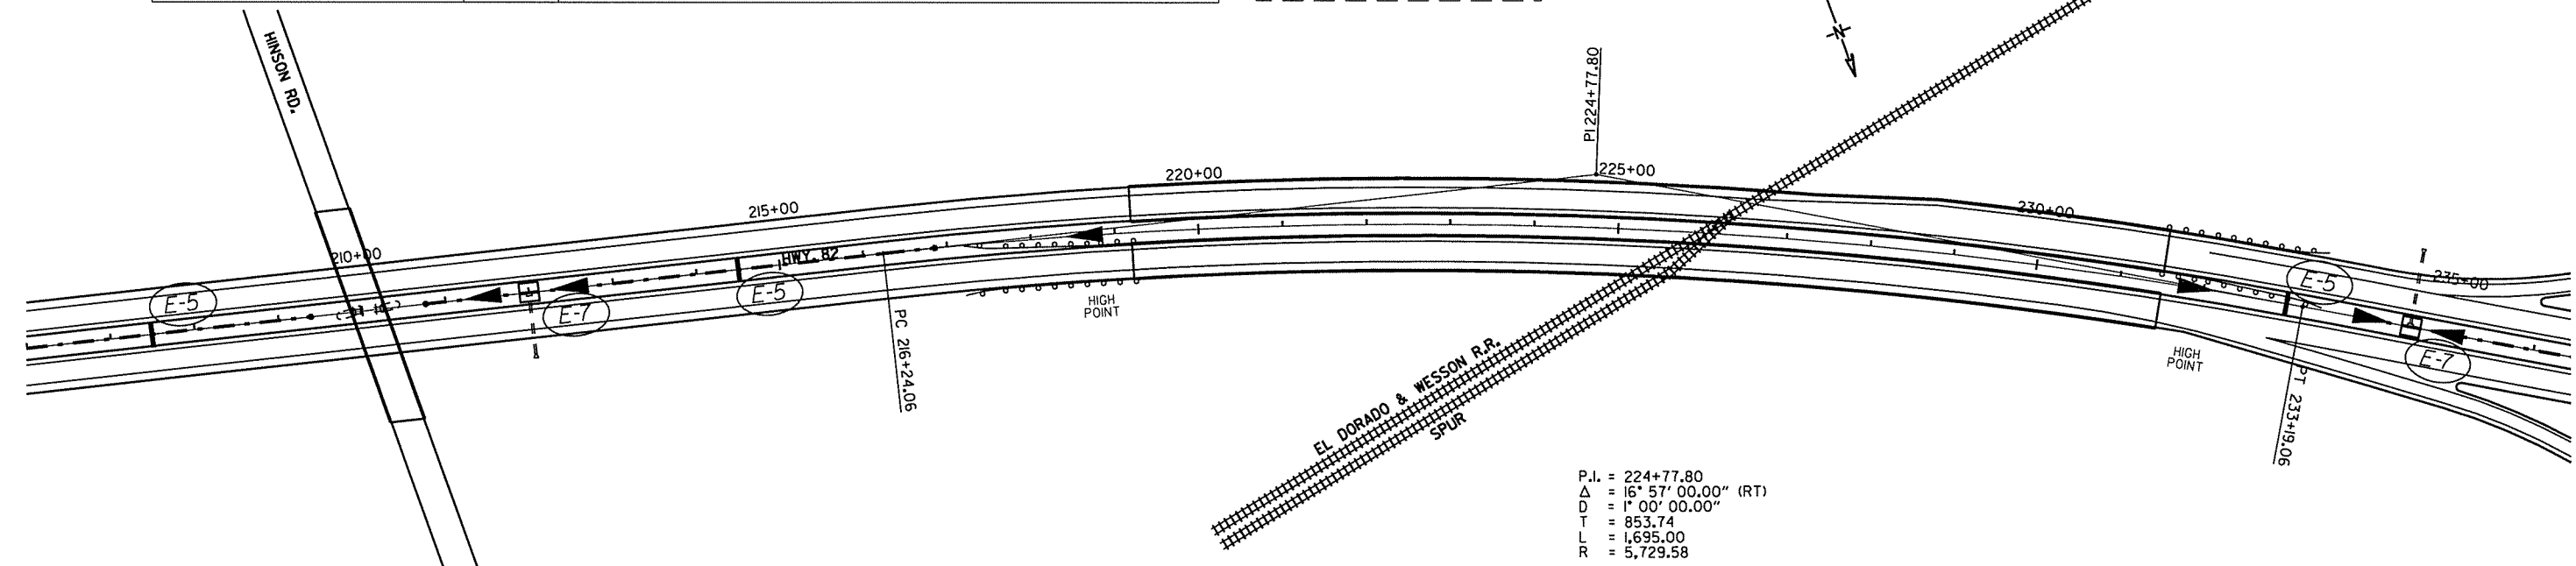 HINSON RD.
N
PI 224+77.80
220+00
225+00
215+00
230+00
210+00
HWY. 82
235+00
E-5
E-5
E-5
E-7
HIGH
POINT
PC 216+24.06
EL DORADO & WESSON R.R.
SPUR
HIGH
POINT
E-7
PT 233+19.06
P.I. = 224+77.80
Δ = 16° 57' 00.00" (RT)
D = 1° 00' 00.00"
T = 853.74
L = 1,695.00
R = 5,729.58